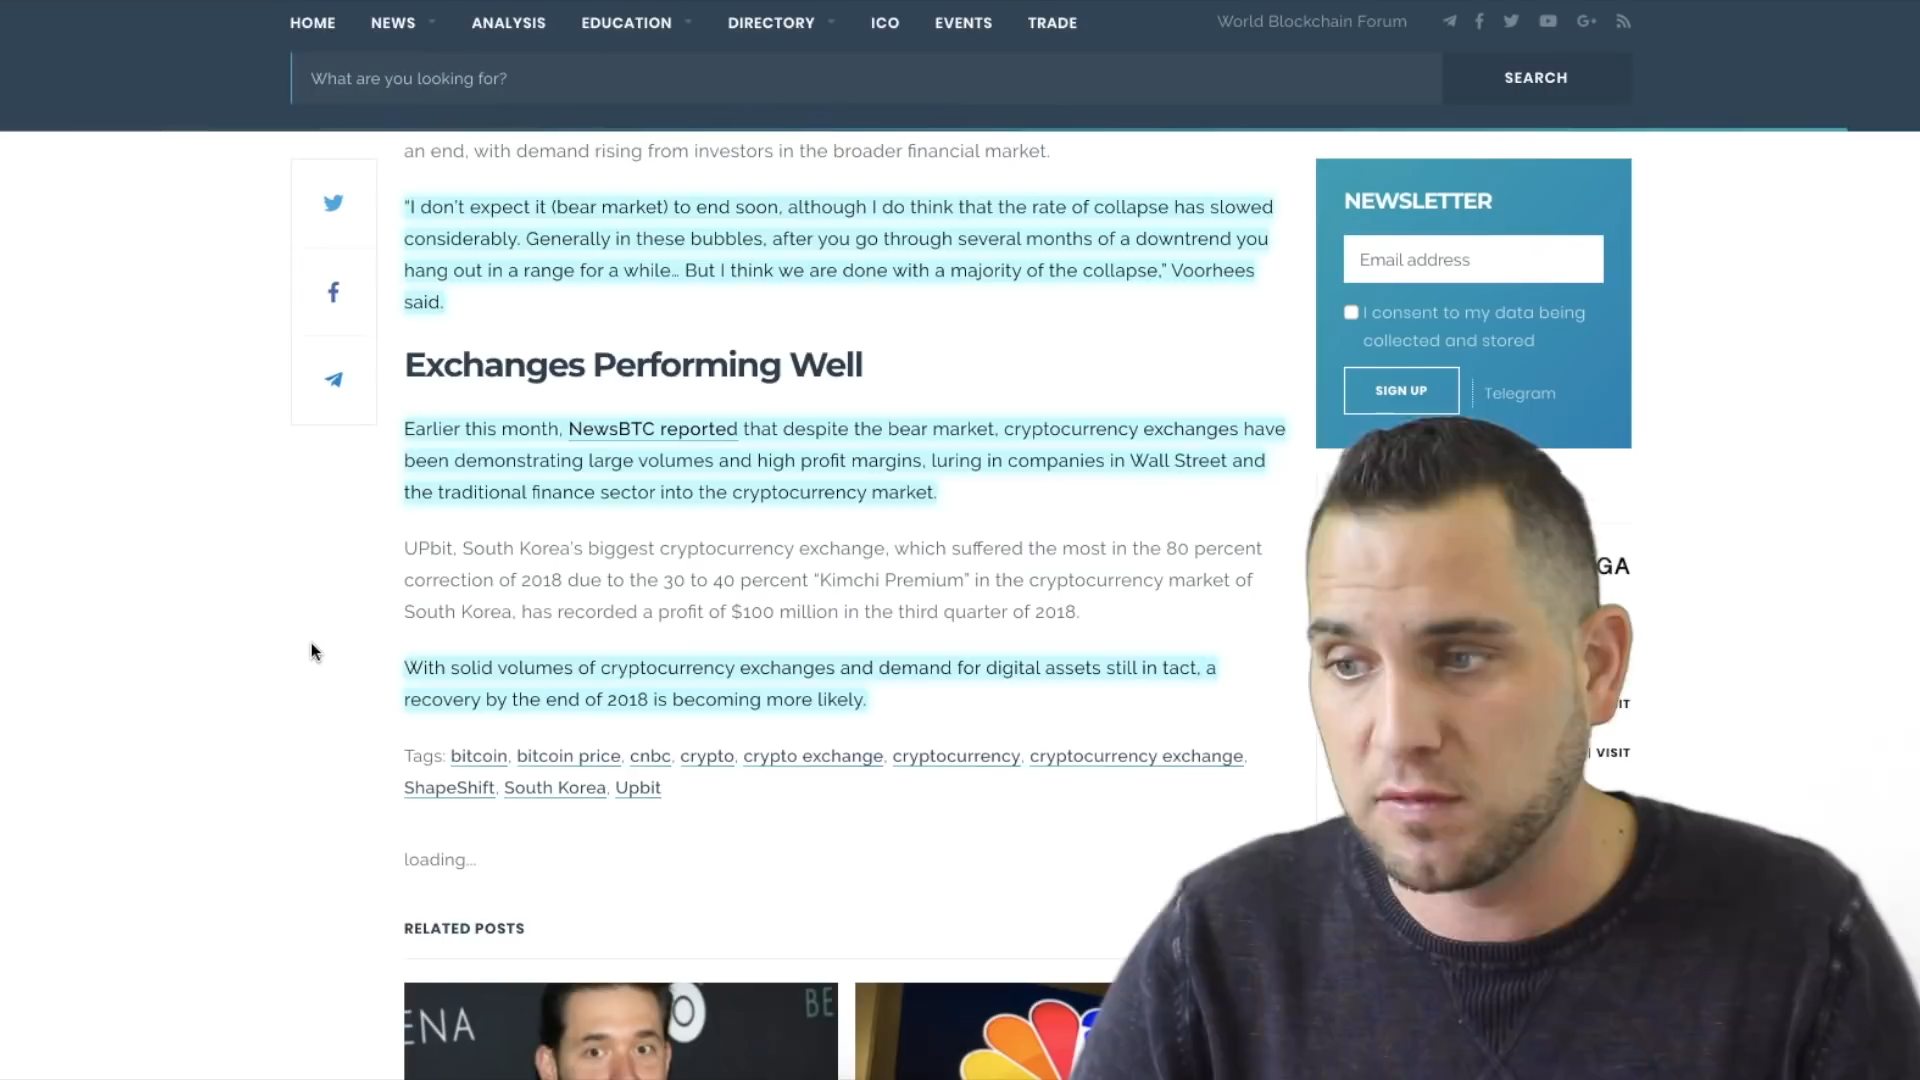 HOME NEWS ANALYSIS EDUCATION DIRECTORY ICO EVENTS TRADE World Blockchain Forum
What are you looking for? SEARCH
an end, with demand rising from investors in the broader financial market.
“I don't expect it (bear market) to end soon, although I do think that the rate of collapse has slowed
considerably. Generally in these bubbles, after you go through several months of a downtrend you
hang out in a range for a while… But I think we are done with a majority of the collapse,” Voorhees
said.
Exchanges Performing Well
Earlier this month, NewsBTC reported that despite the bear market, cryptocurrency exchanges have
been demonstrating large volumes and high profit margins, luring in companies in Wall Street and
the traditional finance sector into the cryptocurrency market.
UPbit, South Korea's biggest cryptocurrency exchange, which suffered the most in the 80 percent
correction of 2018 due to the 30 to 40 percent “Kimchi Premium” in the cryptocurrency market of
South Korea, has recorded a profit of $100 million in the third quarter of 2018.
With solid volumes of cryptocurrency exchanges and demand for digital assets still in tact, a
recovery by the end of 2018 is becoming more likely.
Tags: bitcoin, bitcoin price, cnbc, crypto, crypto exchange, cryptocurrency, cryptocurrency exchange,
ShapeShift, South Korea, Upbit
loading...
RELATED POSTS
ENA
BE
NEWSLETTER
Email address
I consent to my data being
collected and stored
SIGN UP Telegram
GA
IT
VISIT